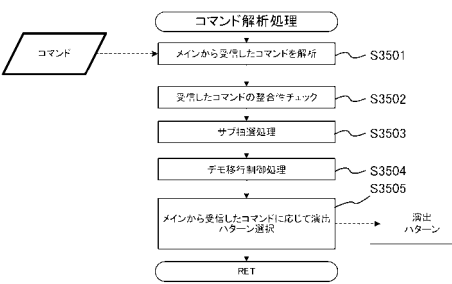 コマンド解析処理
コマンド
メインから受信したコマンドを解析
S3501
受信したコマンドの整合性チェック
S3502
サブ抽選処理
S3503
デモ移行制御処理
S3504
S3505
メインから受信したコマンドに応じて演出
パターン選択
演出
パターン
RET